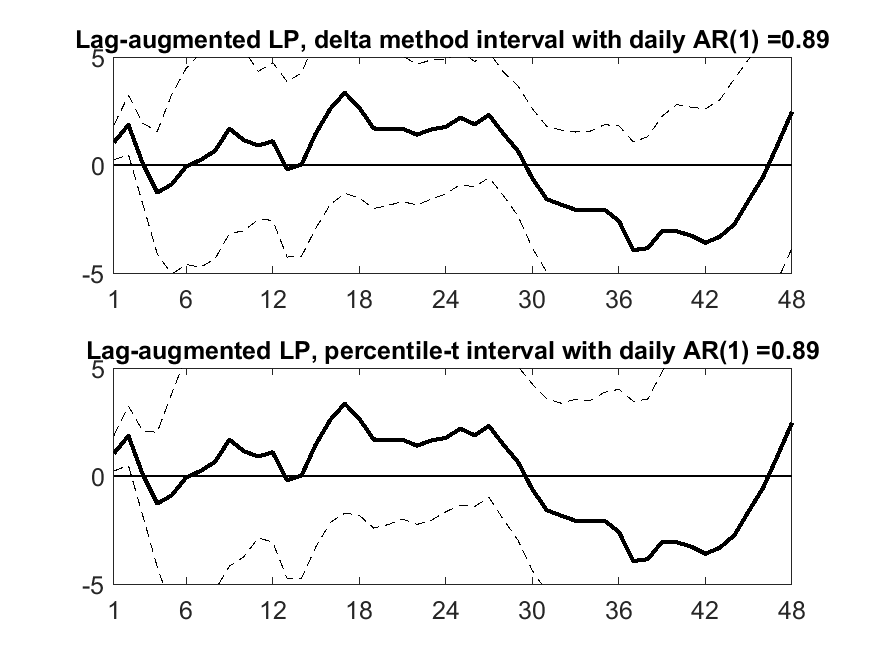 Lag-augmented LP, delta method interval with daily AR(1) =0.89
5
0
-5
1 6 12 18 24 30 36 42 48
Lag-augmented LP, percentile-t interval with daily AR(1) =0.89
5
0
-5
1 6 12 18 24 30 36 42 48